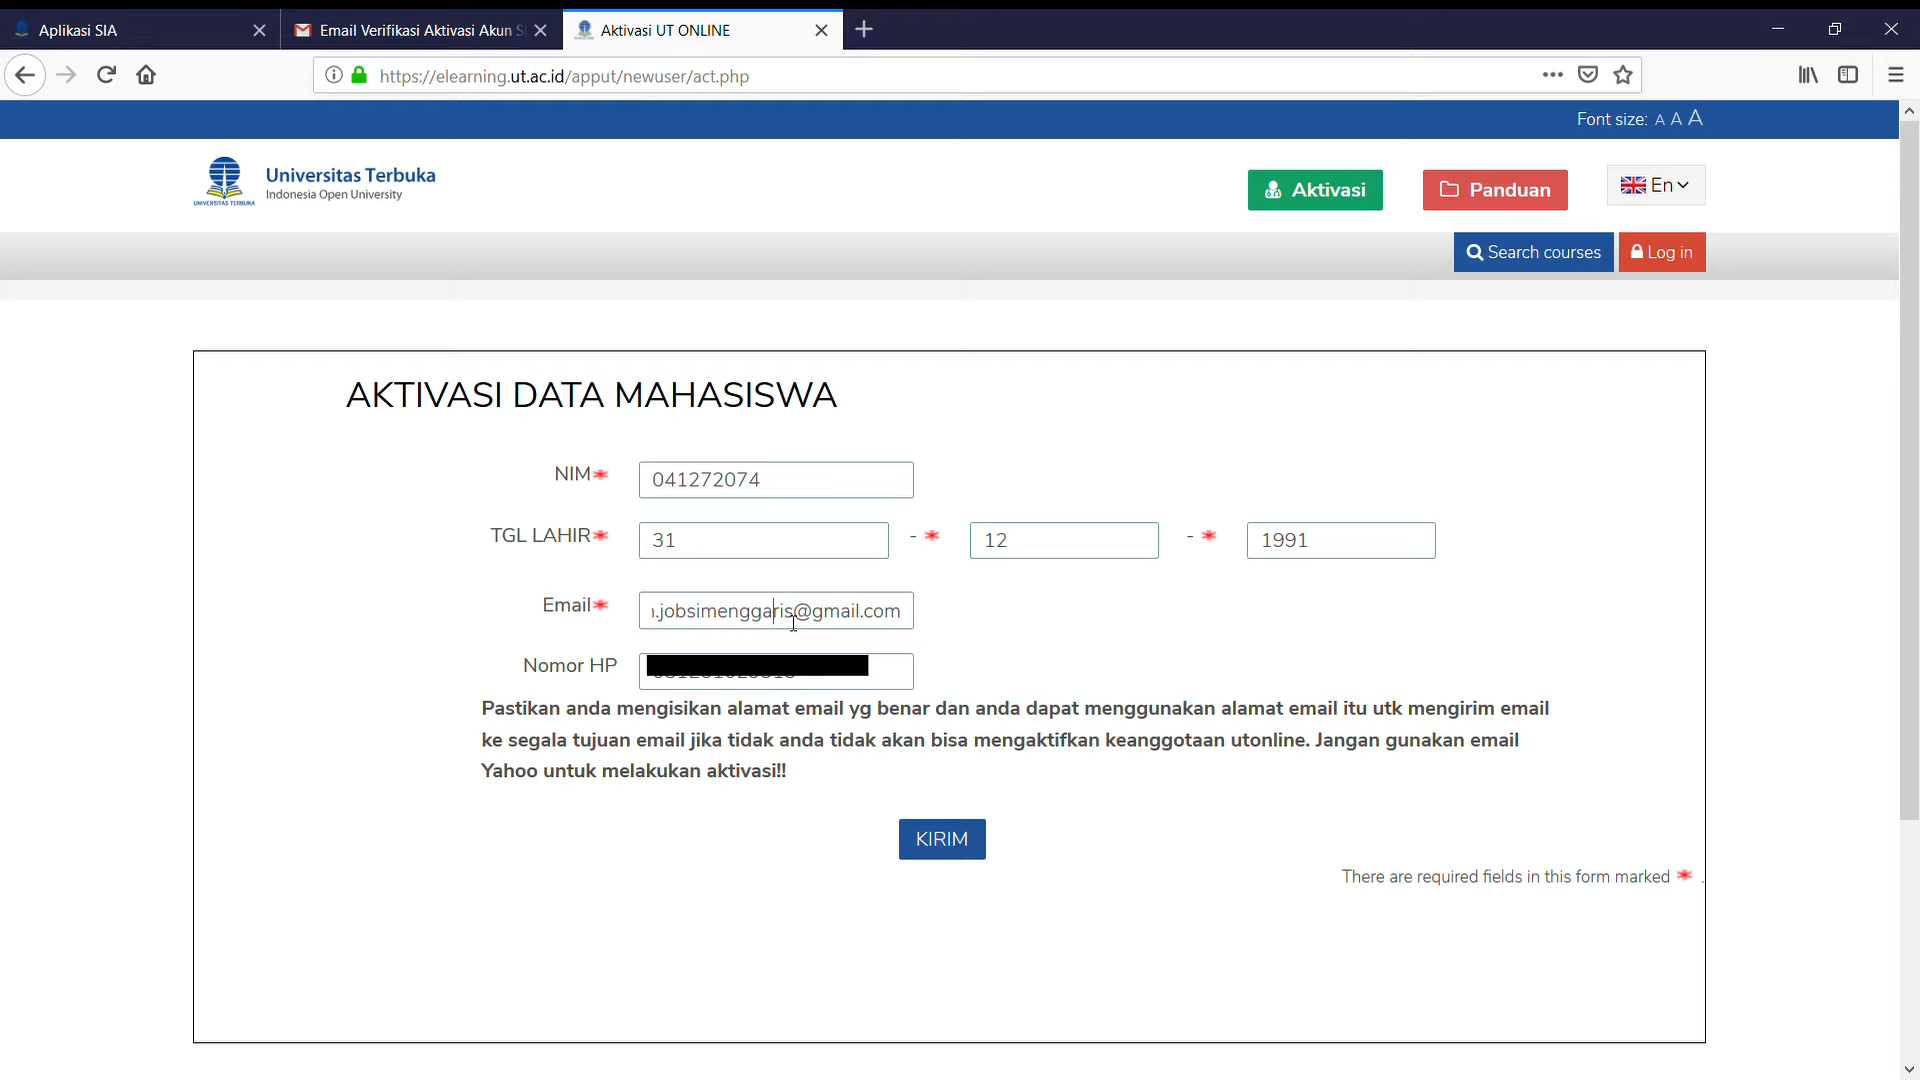 Aplikasi SIA
Email Verifikasi Aktivasi Akun S
Aktivasi UT ONLINE
https://elearning.ut.ac.id/apput/newuser/act.php
Font size: A A A
UNIVERSITAS TERBUKA
Universitas Terbuka
Indonesia Open University
Aktivasi
Panduan
En
Search courses
Log in
AKTIVASI DATA MAHASISWA
NIM* 041272074
TGL LAHIR* 31 - * 12 - * 1991
Email* .jobsimenggaris@gmail.com
Nomor HP
Pastikan anda mengisikan alamat email yg benar dan anda dapat menggunakan alamat email itu utk mengirim email
ke segala tujuan email jika tidak anda tidak akan bisa mengaktifkan keanggotaan utonline. Jangan gunakan email
Yahoo untuk melakukan aktivasi!!
KIRIM
There are required fields in this form marked * .